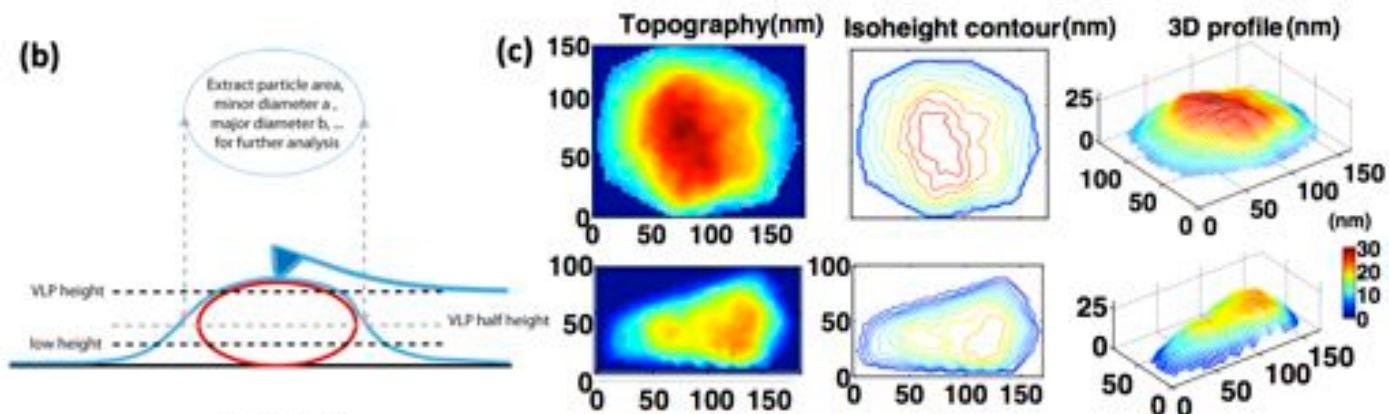 (b)
Extract particle area,
minor diameter a ,
major diameter b, ...
for further analysis
VLP height
VLP half height
low height
(c)
Topography(nm)
150
100
50
0
0 50 100 150
100
50
0
0 50 100 150
Isoheight contour(nm)
100
50
0
0 50 100 150
3D profile(nm)
25
0
100
50
0
0
50
100
150
(nm)
30
20
10
0
25
0
50
0
0
50
100
150